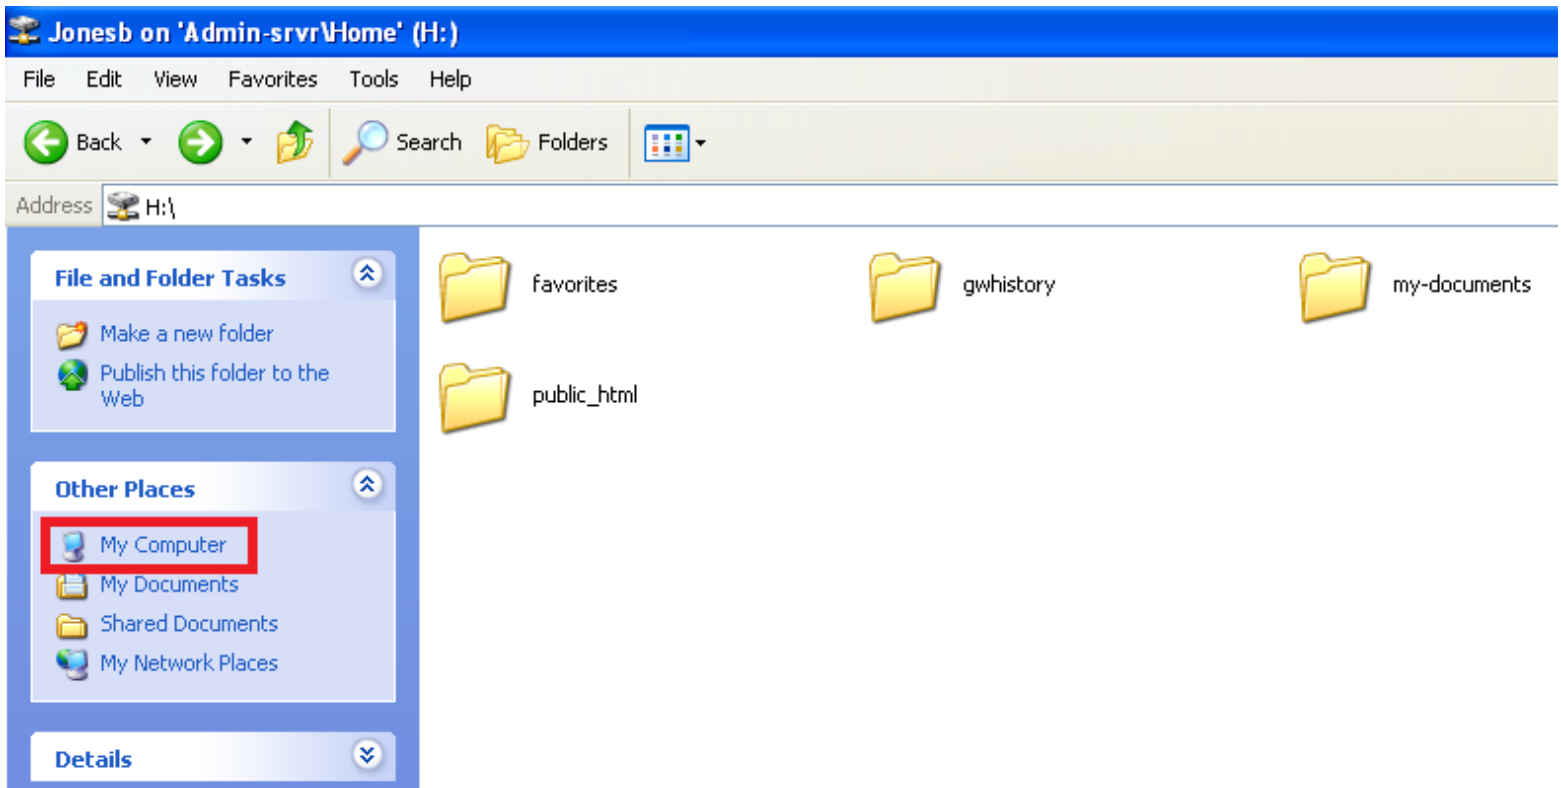 Jonesb on 'Admin-srvr\Home' (H:)
File Edit View Favorites Tools Help
Back Search Folders
Address H:\
File and Folder Tasks
Make a new folder
Publish this folder to the
Web
Other Places
My Computer
My Documents
Shared Documents
My Network Places
Details
favorites gwhistory my-documents
public_html